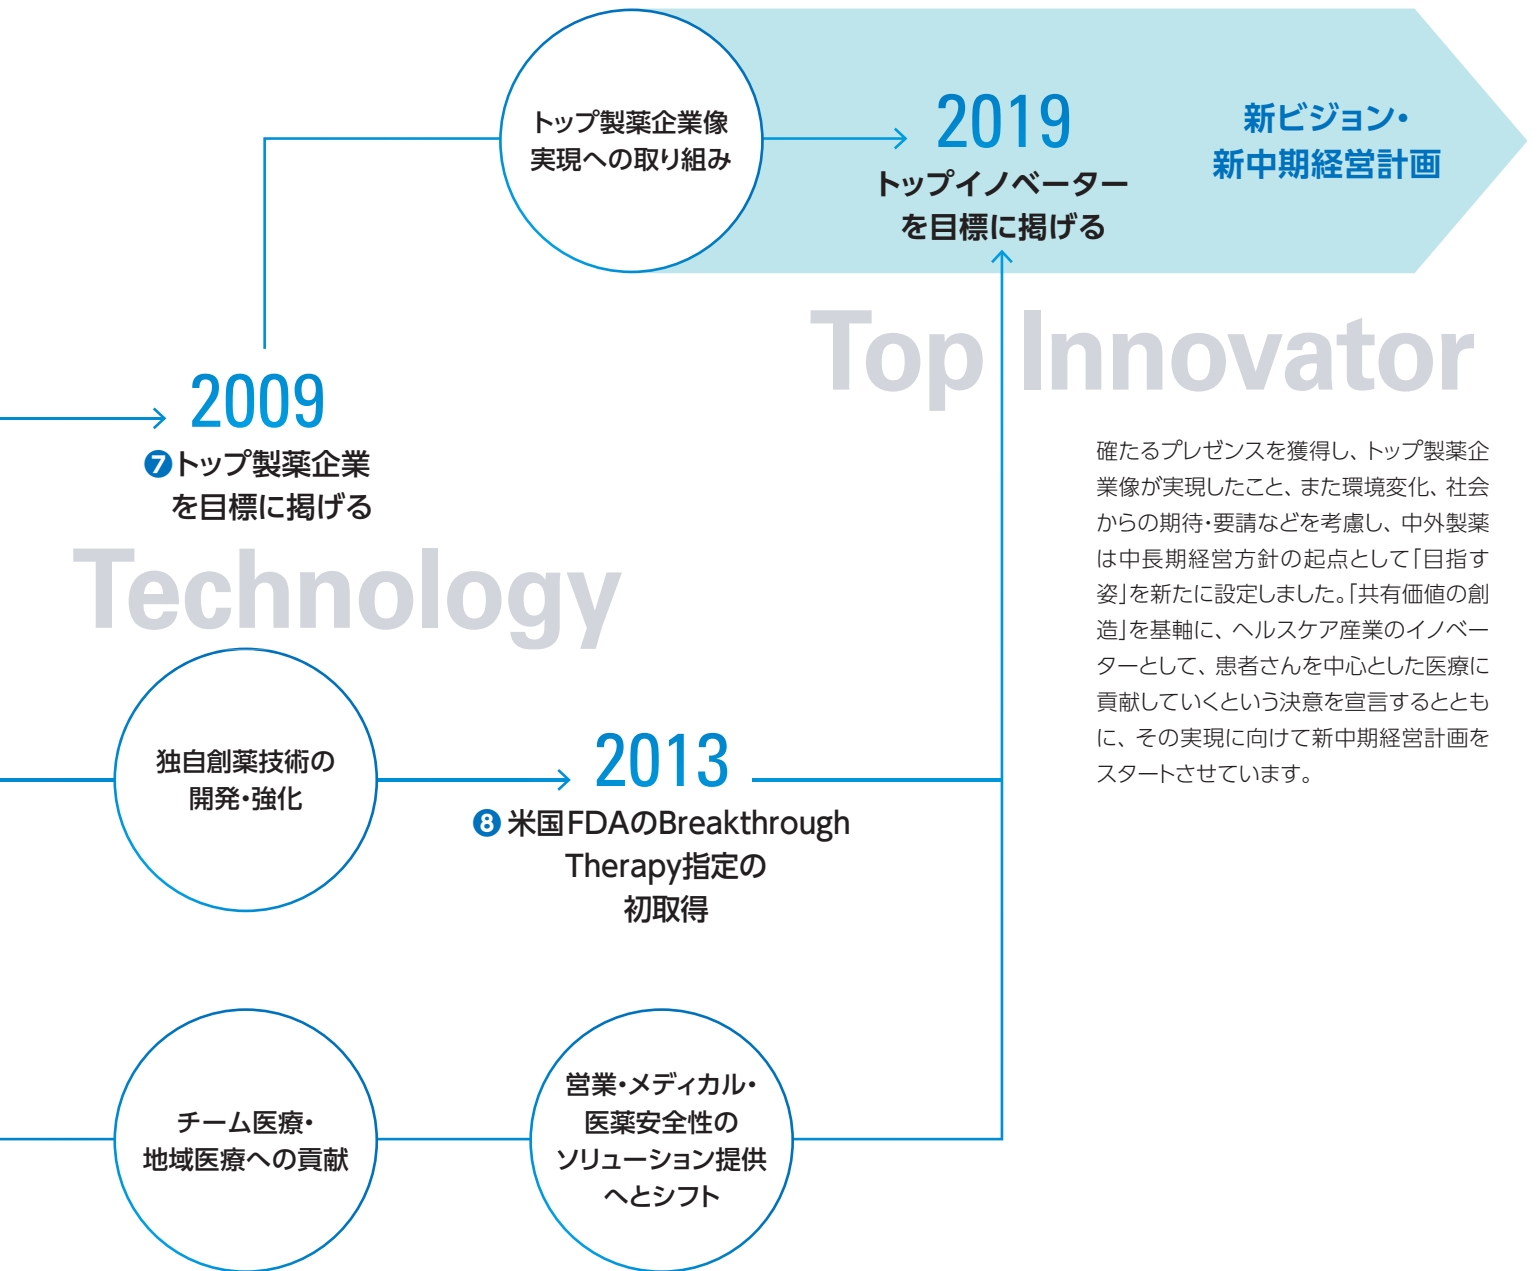 トップ製薬企業像
実現への取り組み
2019
トップイノベーター
を目標に掲げる
新ビジョン・
新中期経営計画
Top Innovator
2009
❼トップ製薬企業
を目標に掲げる
Technology
確たるプレゼンスを獲得し、トップ製薬企
業像が実現したこと、また環境変化、社会
からの期待・要請などを考慮し、中外製薬
は中長期経営方針の起点として「目指す
姿」を新たに設定しました。「共有価値の創
造」を基軸に、ヘルスケア産業のイノベー
ターとして、患者さんを中心とした医療に
貢献していくという決意を宣言するととも
に、その実現に向けて新中期経営計画を
スタートさせています。
独自創薬技術の
開発・強化
2013
❽米国FDAのBreakthrough
Therapy指定の
初取得
チーム医療・
地域医療への貢献
営業・メディカル・
医薬安全性の
ソリューション提供
へとシフト